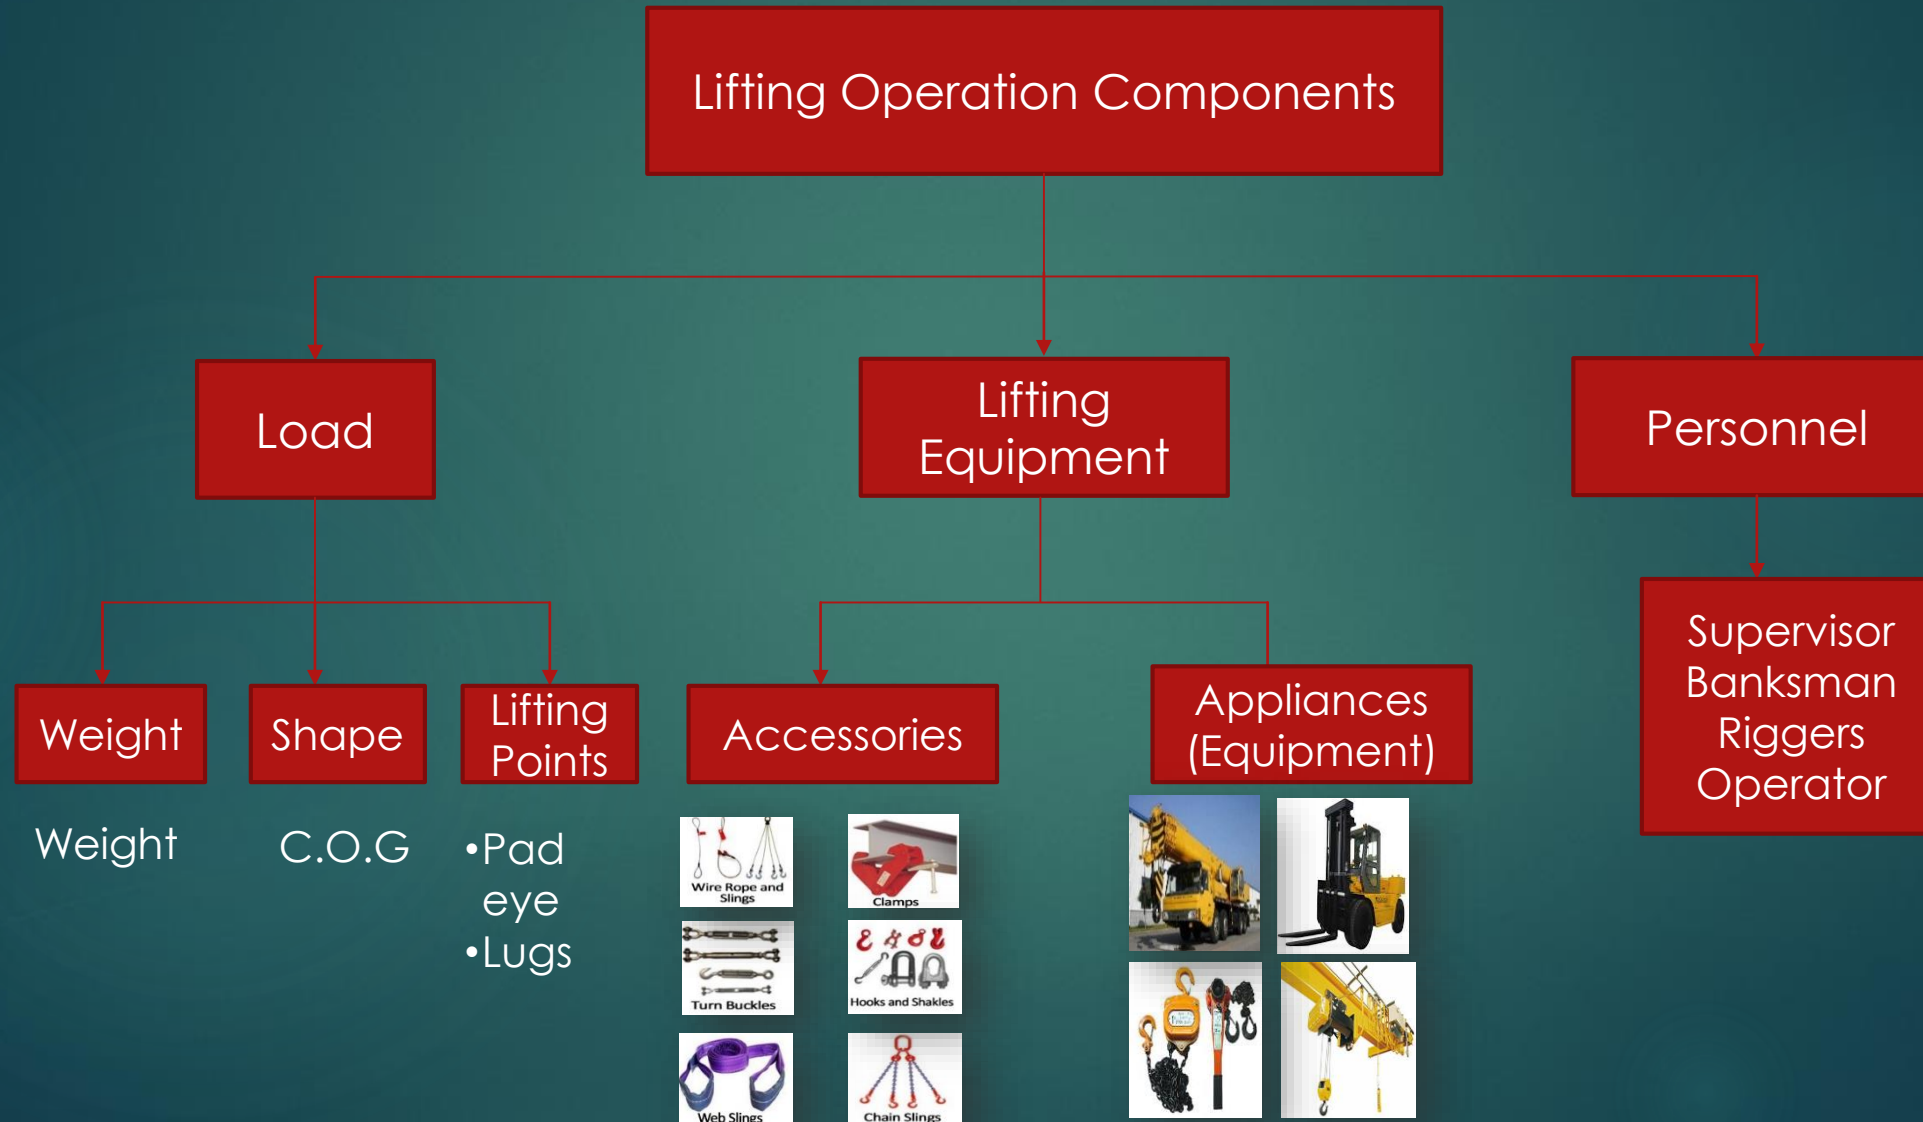 Lifting Operation Components
Load
Lifting
Equipment
Personnel
Weight
Shape
Lifting
Points
Accessories
Appliances
(Equipment)
Supervisor
Banksman
Riggers
Operator
Weight
C.O.G
•Pad
eye
•Lugs
Wire Rope and
Slings
Clamps
Turn Buckles
Hooks and Shakles
Web Slings
Chain Slings